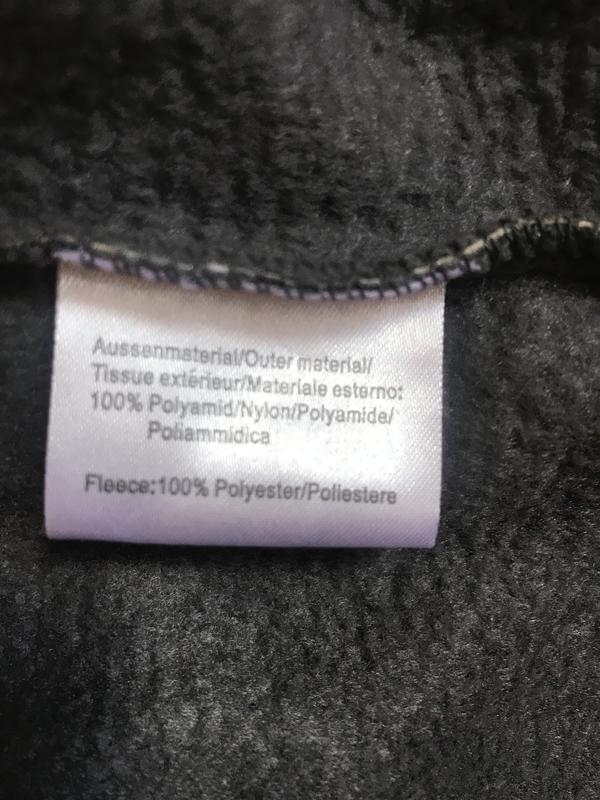 Aussenmaterial/Outer material/
Tissue extérieur/Materiale esterno:
100% Polyamid/Nylon/Polyamide/
Poliammidica
Fleece:100% Polyester/Poliestere